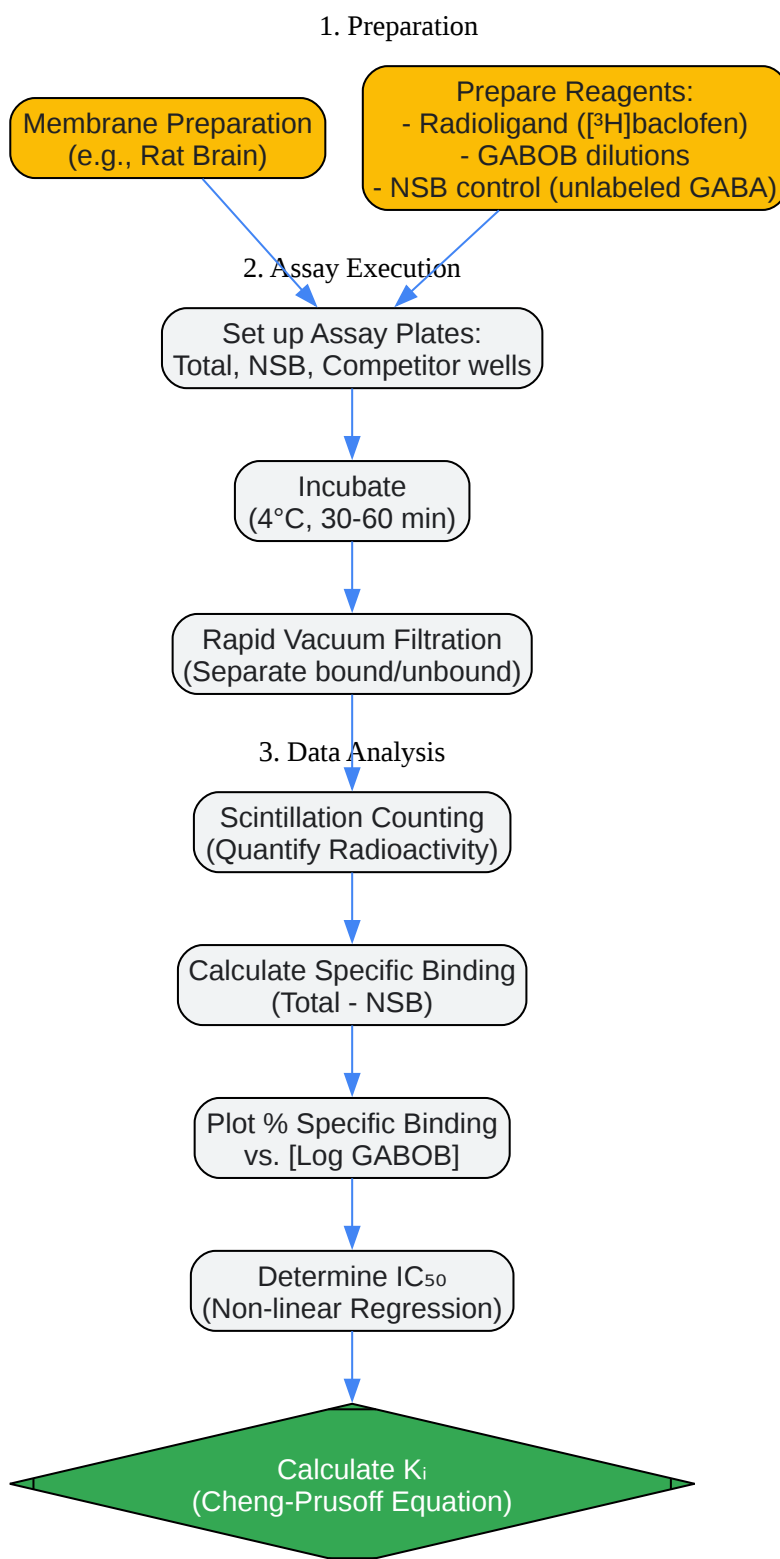 1. Preparation
Membrane Preparation
(e.g., Rat Brain)
Prepare Reagents:
- Radioligand ([³H]baclofen)
- GABOB dilutions
- NSB control (unlabeled GABA)
2. Assay Execution
Set up Assay Plates:
Total, NSB, Competitor wells
Incubate
(4°C, 30-60 min)
Rapid Vacuum Filtration
(Separate bound/unbound)
3. Data Analysis
Scintillation Counting
(Quantify Radioactivity)
Calculate Specific Binding
(Total - NSB)
Plot % Specific Binding
vs. [Log GABOB]
Determine IC₅₀
(Non-linear Regression)
Calculate Kᵢ
(Cheng-Prusoff Equation)